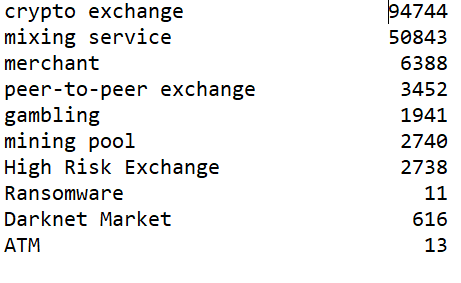 crypto exchange 94744
mixing service 50843
merchant 6388
peer-to-peer exchange 3452
gambling 1941
mining pool 2740
High Risk Exchange 2738
Ransomware 11
Darknet Market 616
ATM 13